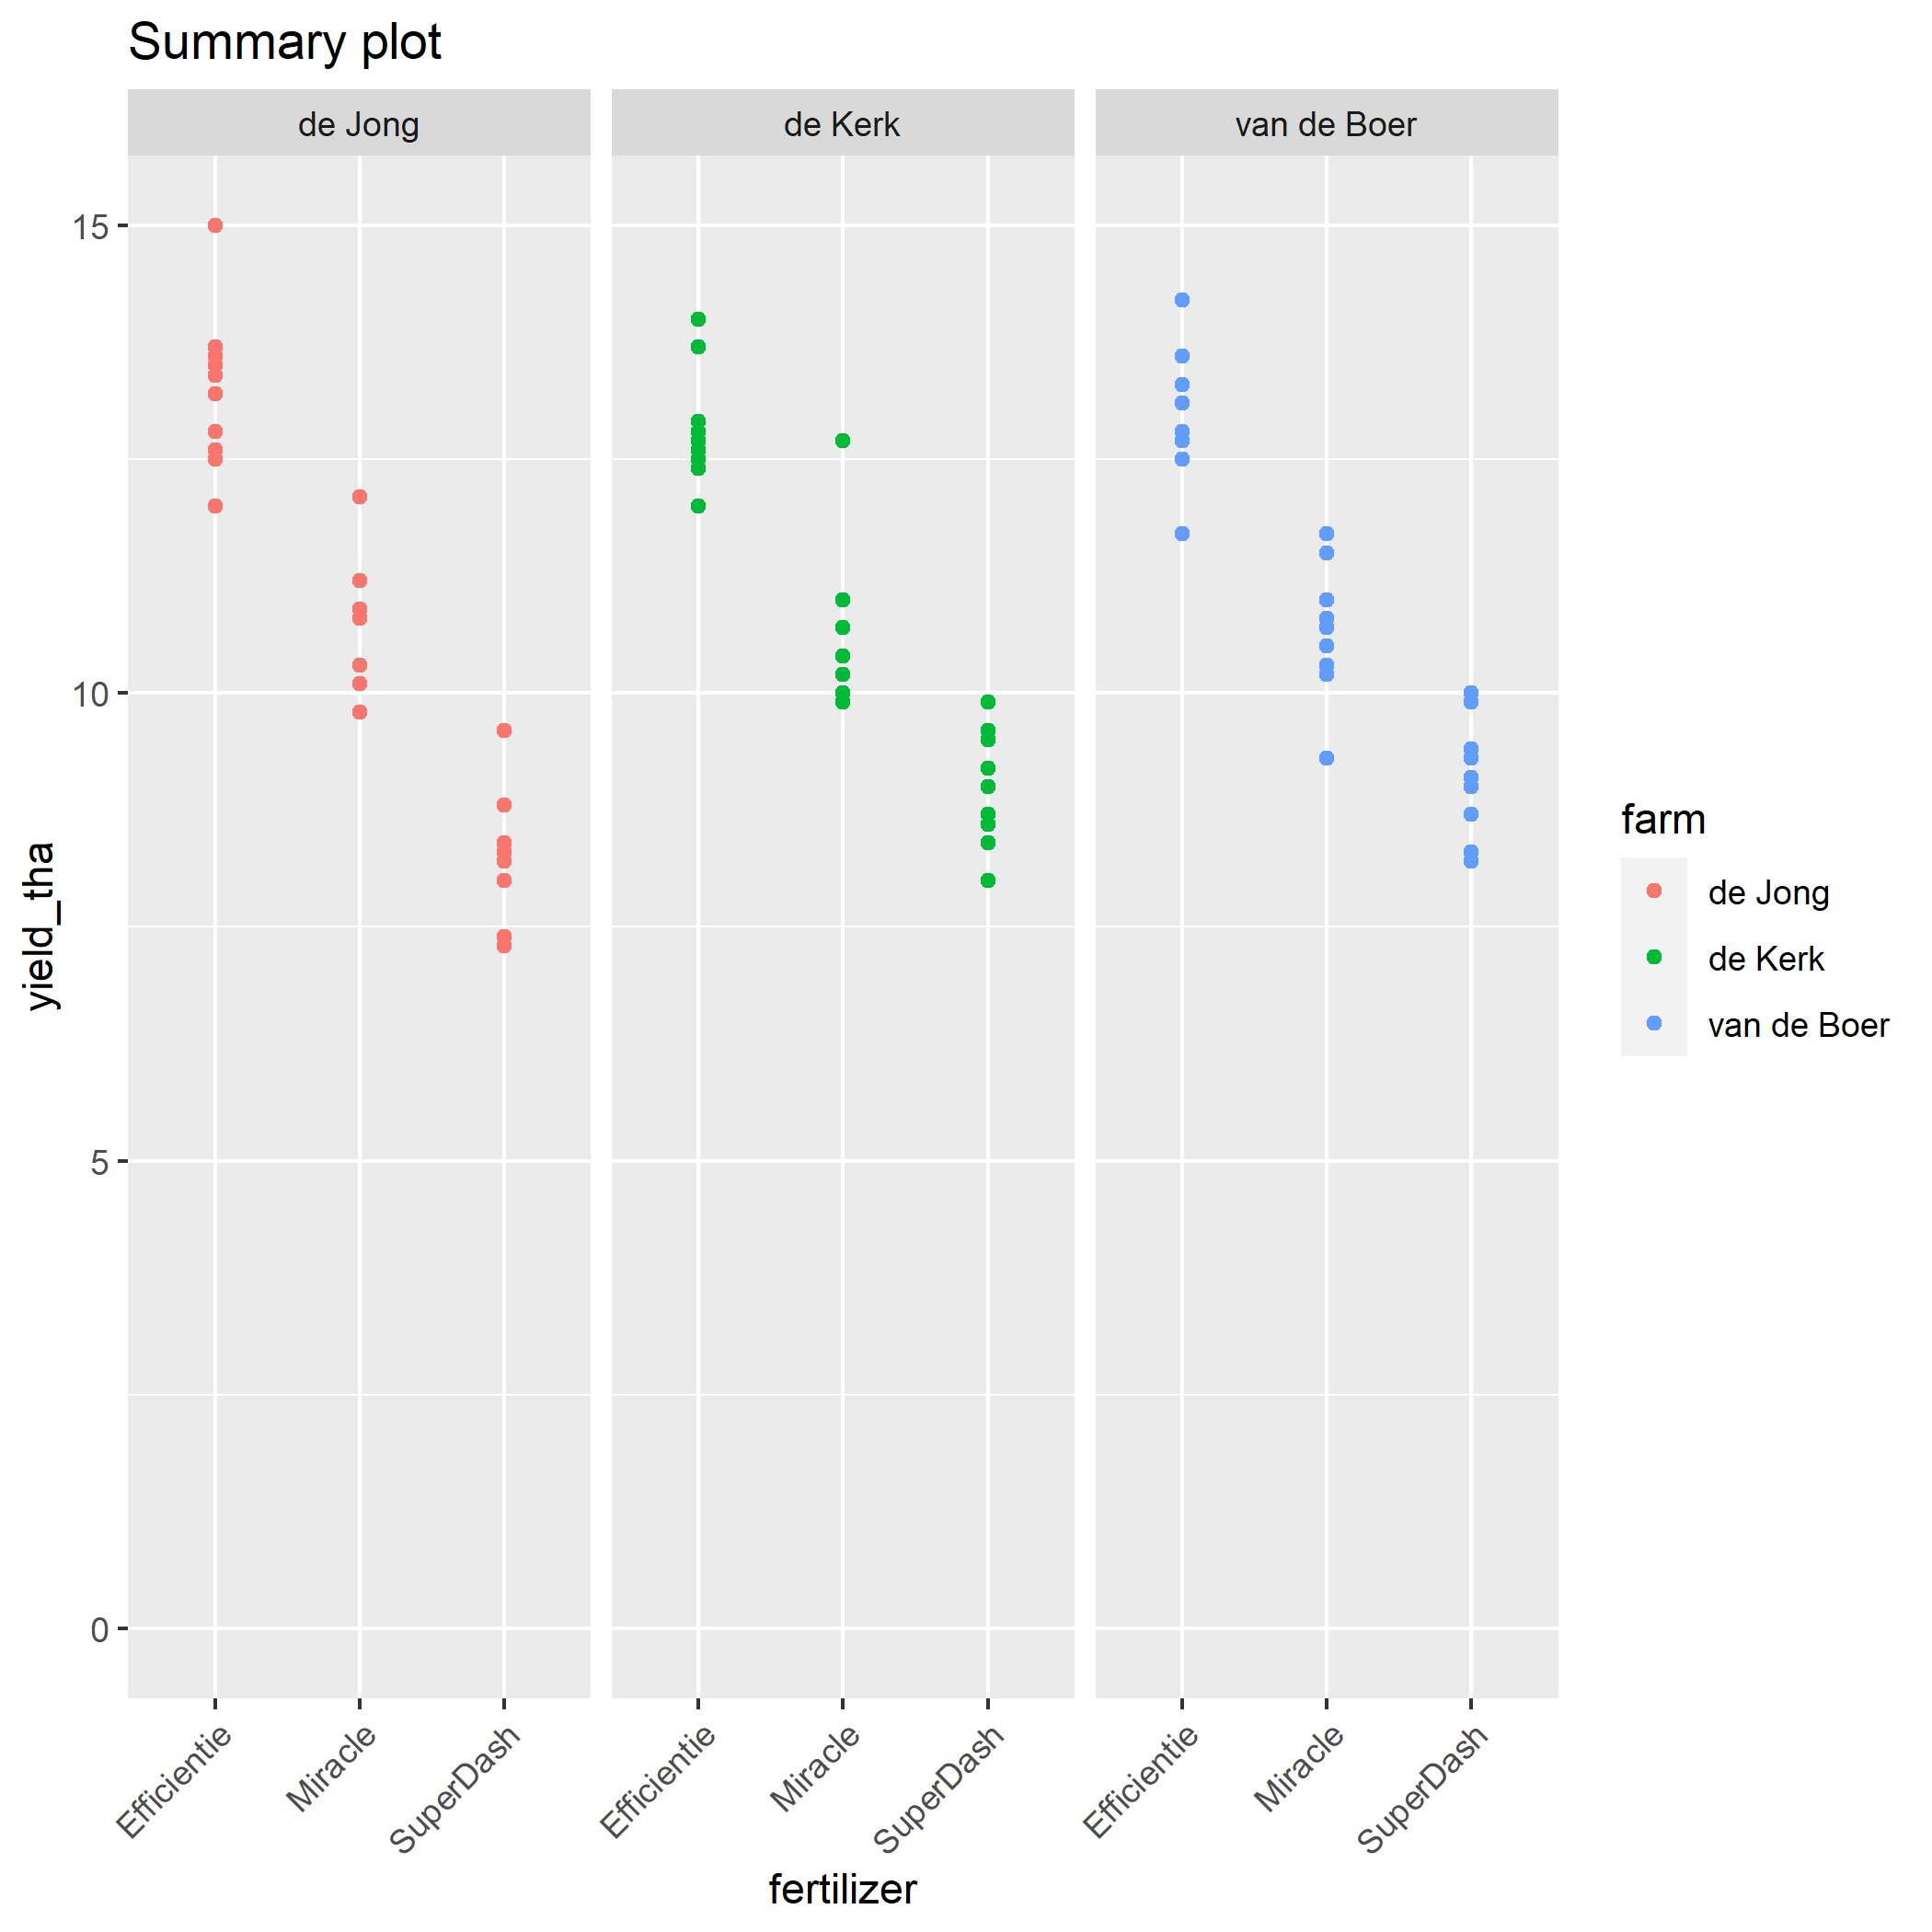 Summary plot
de Jong
de Kerk
van de Boer
15
10
5
0
yield_tha
Efficientie
Miracle
SuperDash
Efficientie
Miracle
SuperDash
Efficientie
Miracle
SuperDash
fertilizer
farm
de Jong
de Kerk
van de Boer